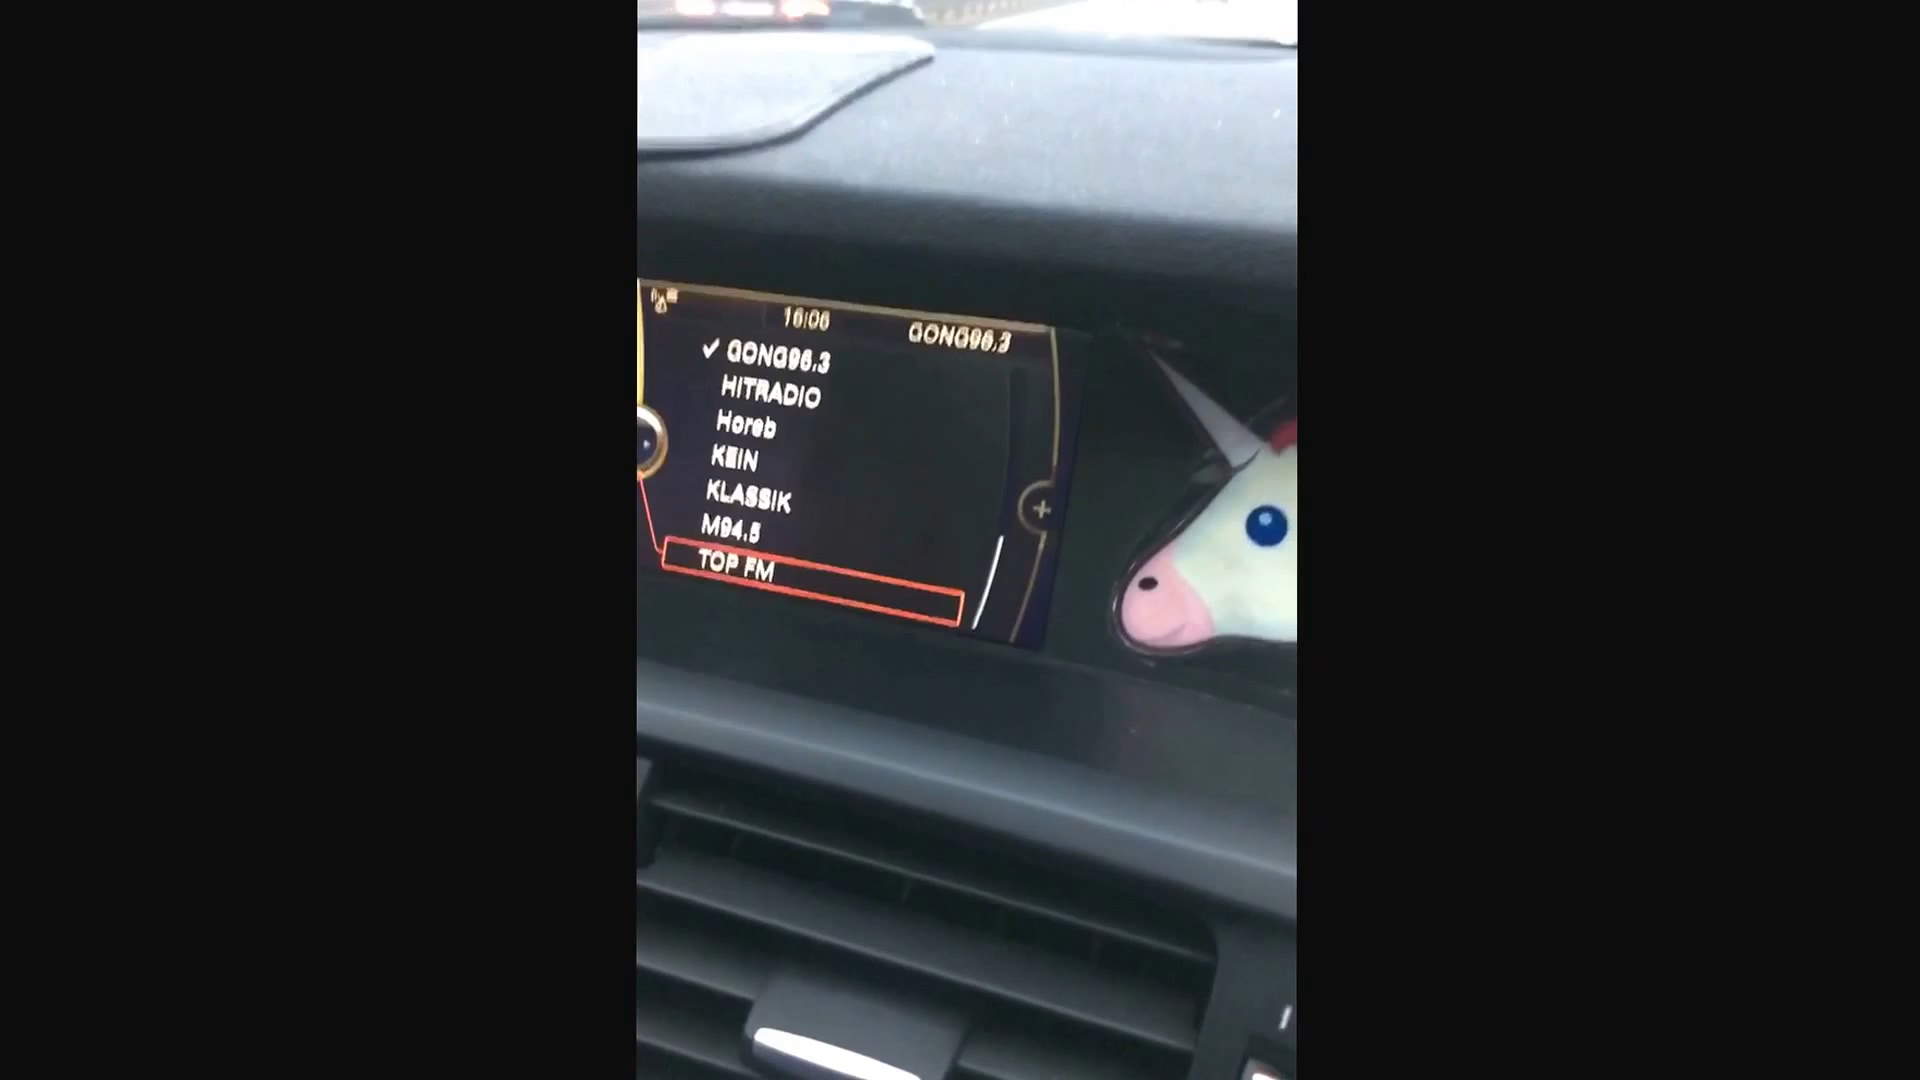 16:06
GONG96.3
✓ GONG96.3
HITRADIO
Horeb
KEIN
KLASSIK
M94.5
TOP FM